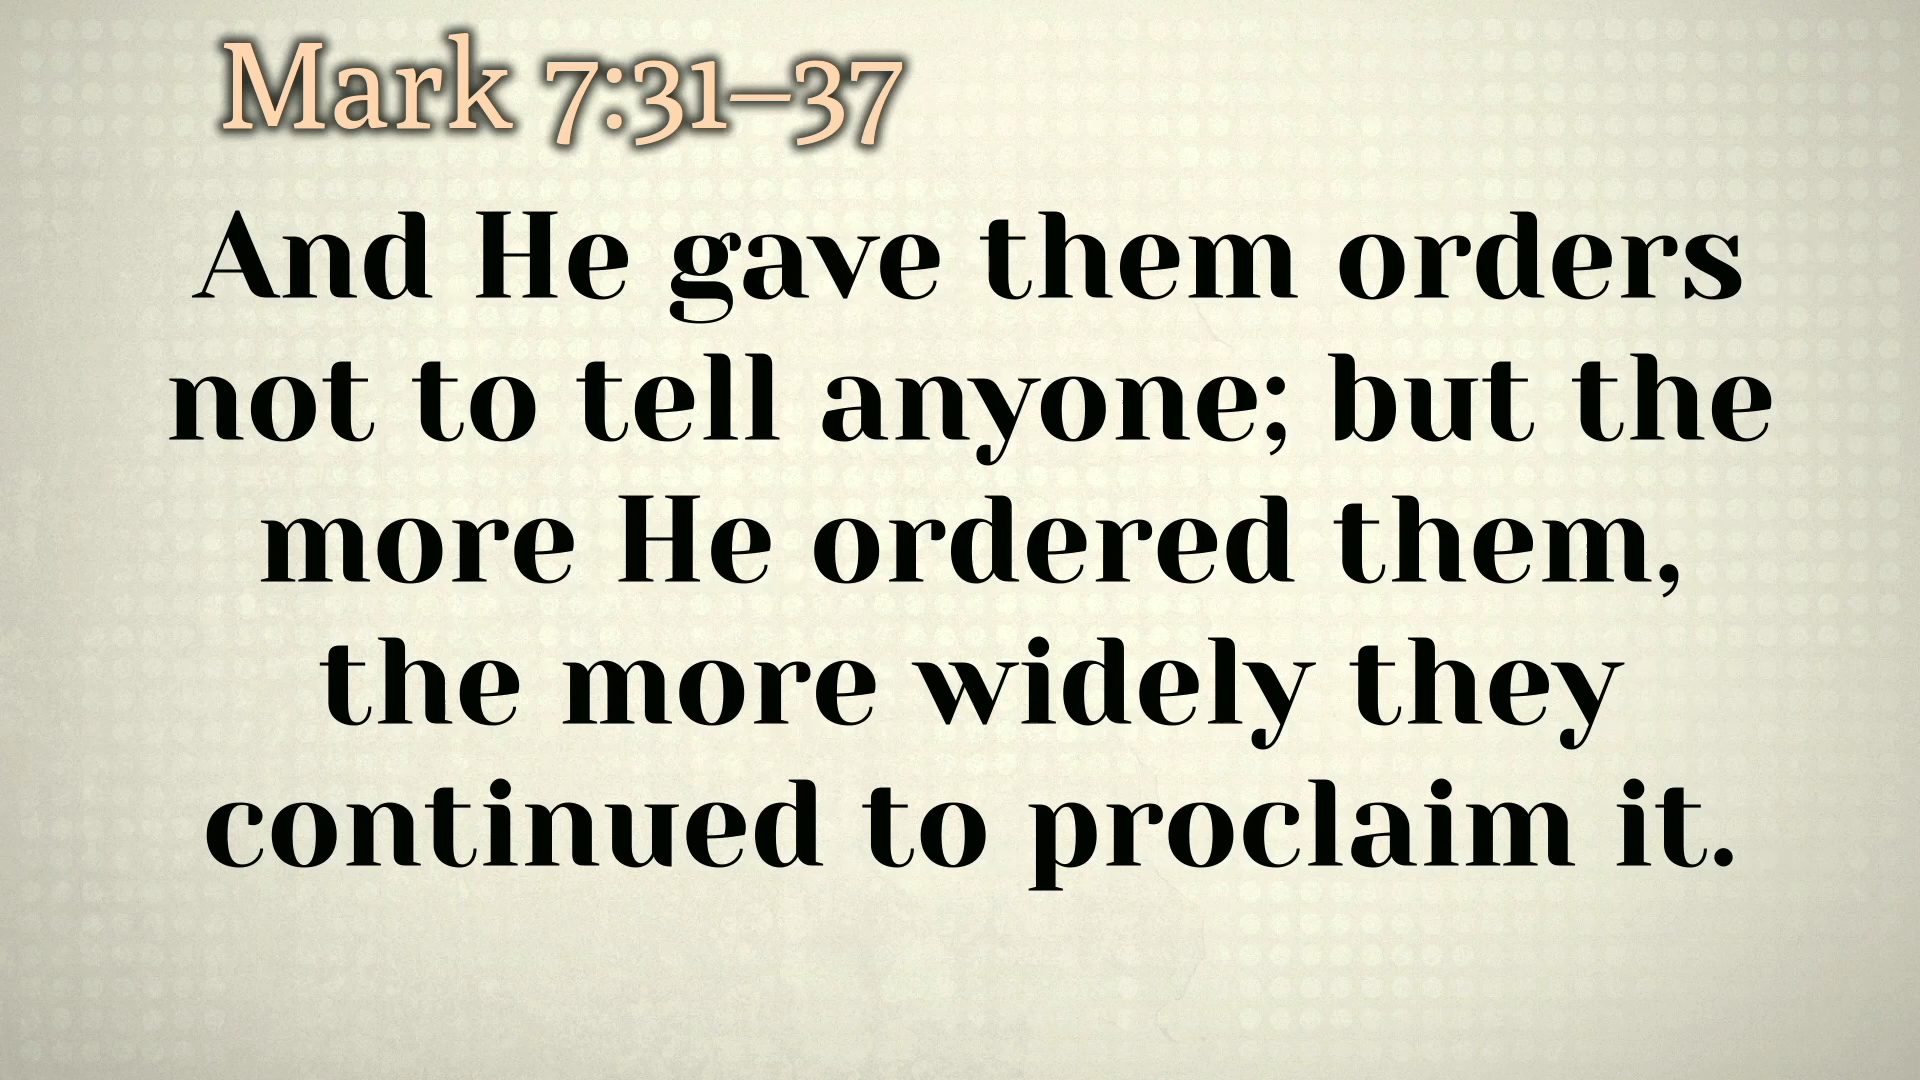 Mark 7:31–37
And He gave them orders
not to tell anyone; but the
more He ordered them,
the more widely they
continued to proclaim it.